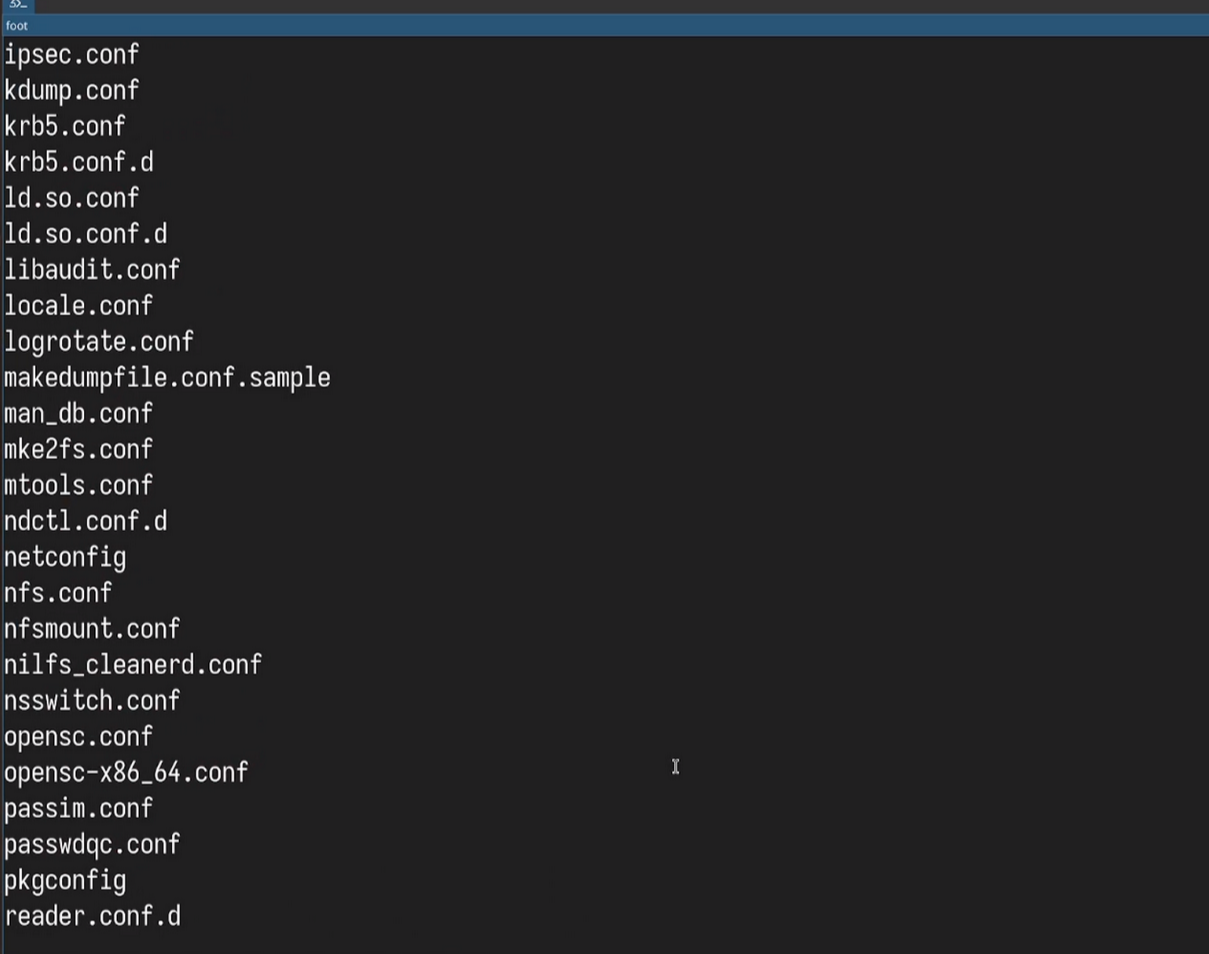 foot
ipsec.conf
kdump.conf
krb5.conf
krb5.conf.d
ld.so.conf
ld.so.conf.d
libaudit.conf
locale.conf
logrotate.conf
makedumpfile.conf.sample
man_db.conf
mke2fs.conf
mtools.conf
ndctl.conf.d
netconfig
nfs.conf
nfsmount.conf
nilfs_cleanerd.conf
nsswitch.conf
opensc.conf
opensc-x86_64.conf
passim.conf
passwdqc.conf
pkgconfig
reader.conf.d